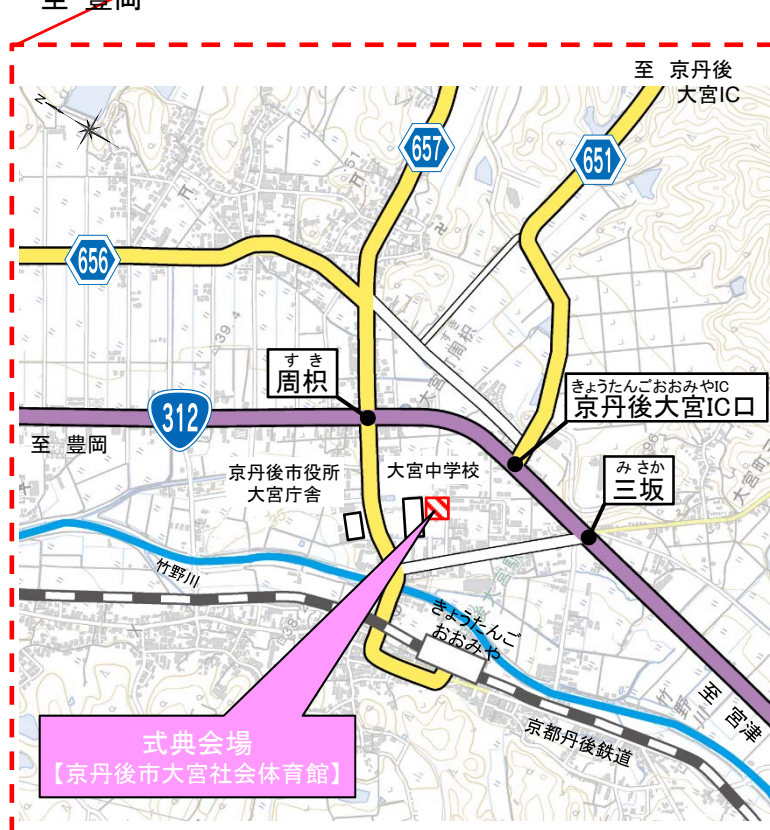 至 豊岡
至 京丹後
大宮IC
N
657
651
656
すき
周枳
きょうたんごおおみやIC
京丹後大宮IC口
312
至 豊岡
みさか
三坂
京丹後市役所
大宮庁舎
大宮中学校
竹野川
きょうたんご
おおみや
竹野川
至 宮津
京都丹後鉄道
式典会場
【京丹後市大宮社会体育館】